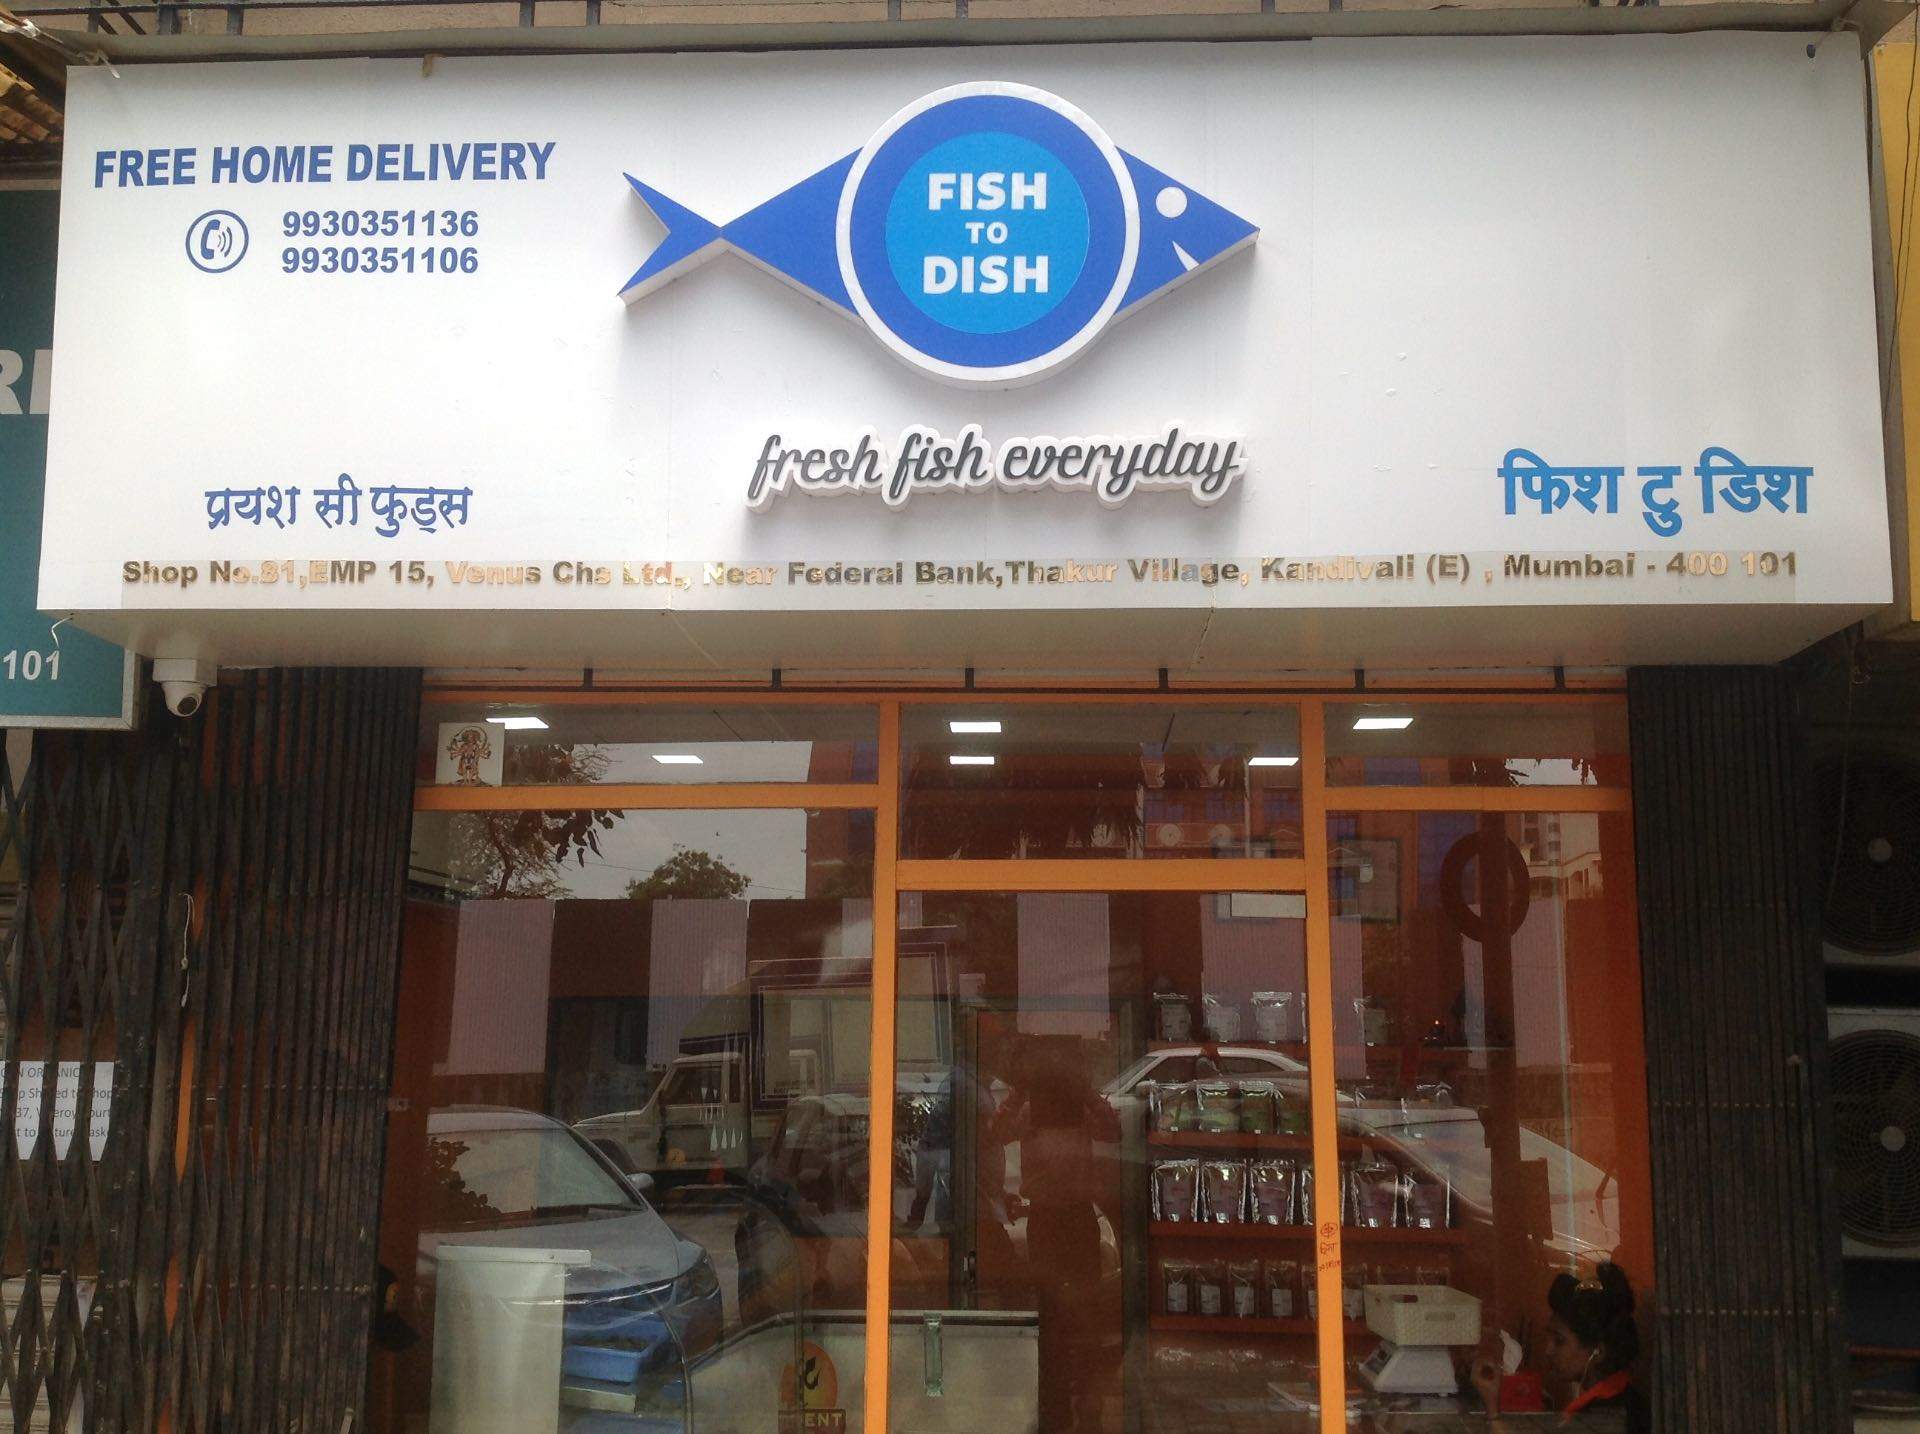 FREE HOME DELIVERY
9930351136
9930351106
FISH
TO
DISH
fresh fish everyday
प्रयश सी फुड्स
फिश टु डिश
Shop No.81,EMP 15, Venus Chs Ltd., Near Federal Bank,Thakur Village, Kandivali (E) , Mumbai - 400 101
101